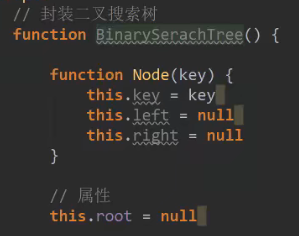 // 封装二叉搜索树
function BinarySerachTree() {
function Node(key) {
this.key = key
this.left = null
this.right = null
}
// 属性
this.root = null